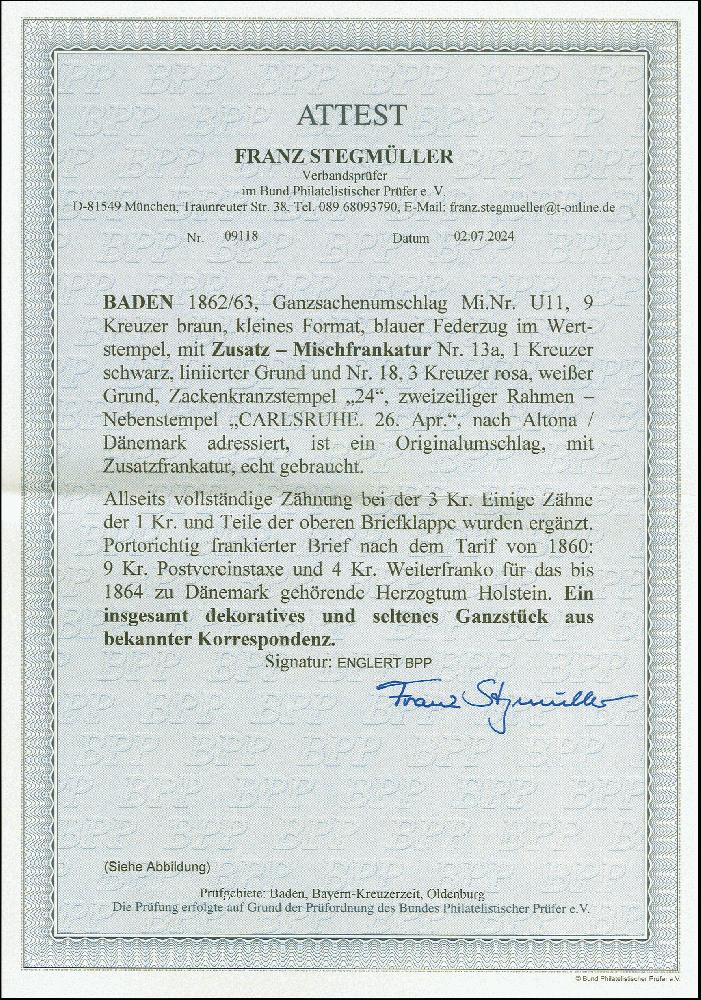 ATTEST
FRANZ STEGMÜLLER
Verbandsprüfer
im Bund Philatelistischer Prüfer e. V.
D-81549 München, Traunreuter Str. 38, Tel. 089 68093790, E-Mail: franz.stegmueller@t-online.de
Nr. 09118 Datum 02.07.2024
BADEN 1862/63, Ganzsachenumschlag Mi.Nr. U11, 9
Kreuzer braun, kleines Format, blauer Federzug im Wert-
stempel, mit Zusatz – Mischfrankatur Nr. 13a, 1 Kreuzer
schwarz, liniierter Grund und Nr. 18, 3 Kreuzer rosa, weißer
Grund, Zackenkranzstempel „24“, zweizeiliger Rahmen –
Nebenstempel „CARLSRUHE. 26. Apr.“, nach Altona /
Dänemark adressiert, ist ein Originalumschlag, mit
Zusatzfrankatur, echt gebraucht.
Allseits vollständige Zähnung bei der 3 Kr. Einige Zähne
der 1 Kr. und Teile der oberen Briefklappe wurden ergänzt.
Portorichtig frankierter Brief nach dem Tarif von 1860:
9 Kr. Postvereinstaxe und 4 Kr. Weiterfranko für das bis
1864 zu Dänemark gehörende Herzogtum Holstein. Ein
insgesamt dekoratives und seltenes Ganzstück aus
bekannter Korrespondenz.
Signatur: ENGLERT BPP
Franz Stegmüller
(Siehe Abbildung)
Prüfgebiete: Baden, Bayern-Kreuzerzeit, Oldenburg
Die Prüfung erfolgte auf Grund der Prüfordnung des Bundes Philatelistischer Prüfer e.V.
© Bund Philatelistischer Prüfer e.V.